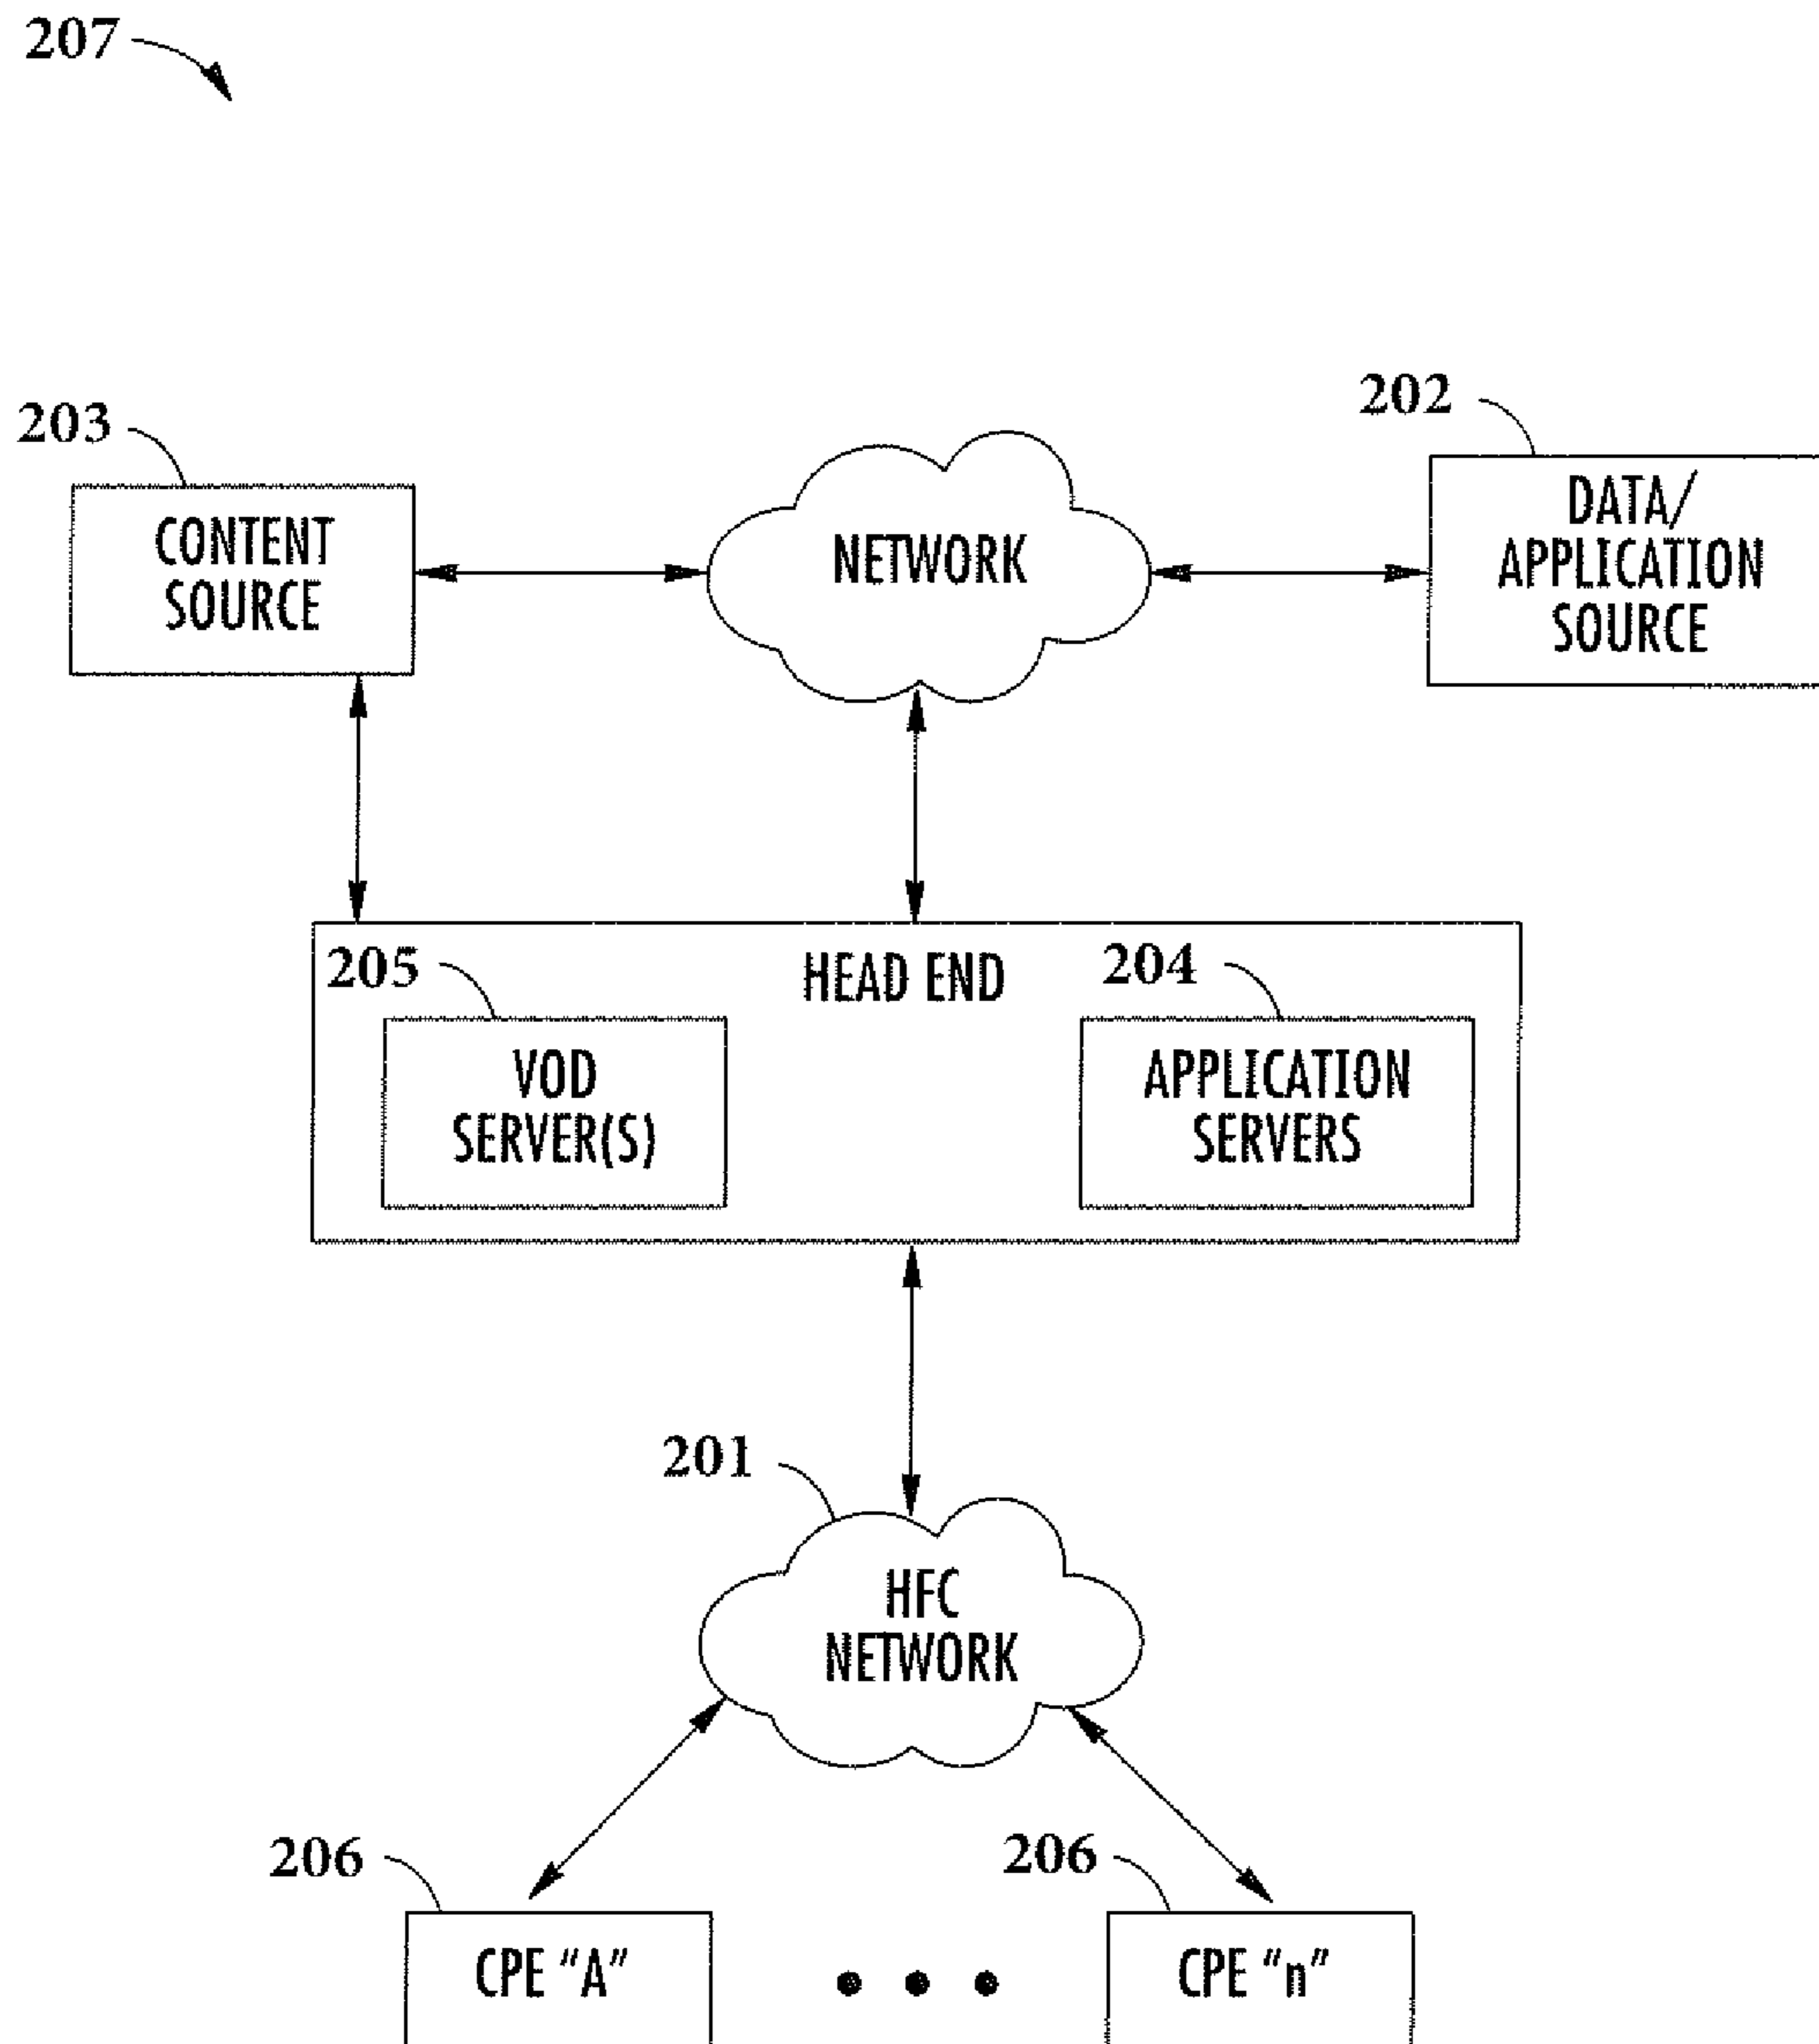 207
203
202
CONTENT
SOURCE
NETWORK
DATA/
APPLICATION
SOURCE
HEAD END
205
204
VOD
SERVER(S)
APPLICATION
SERVERS
201
HFC
NETWORK
206
206
CPE "A"
• • •
CPE "n"